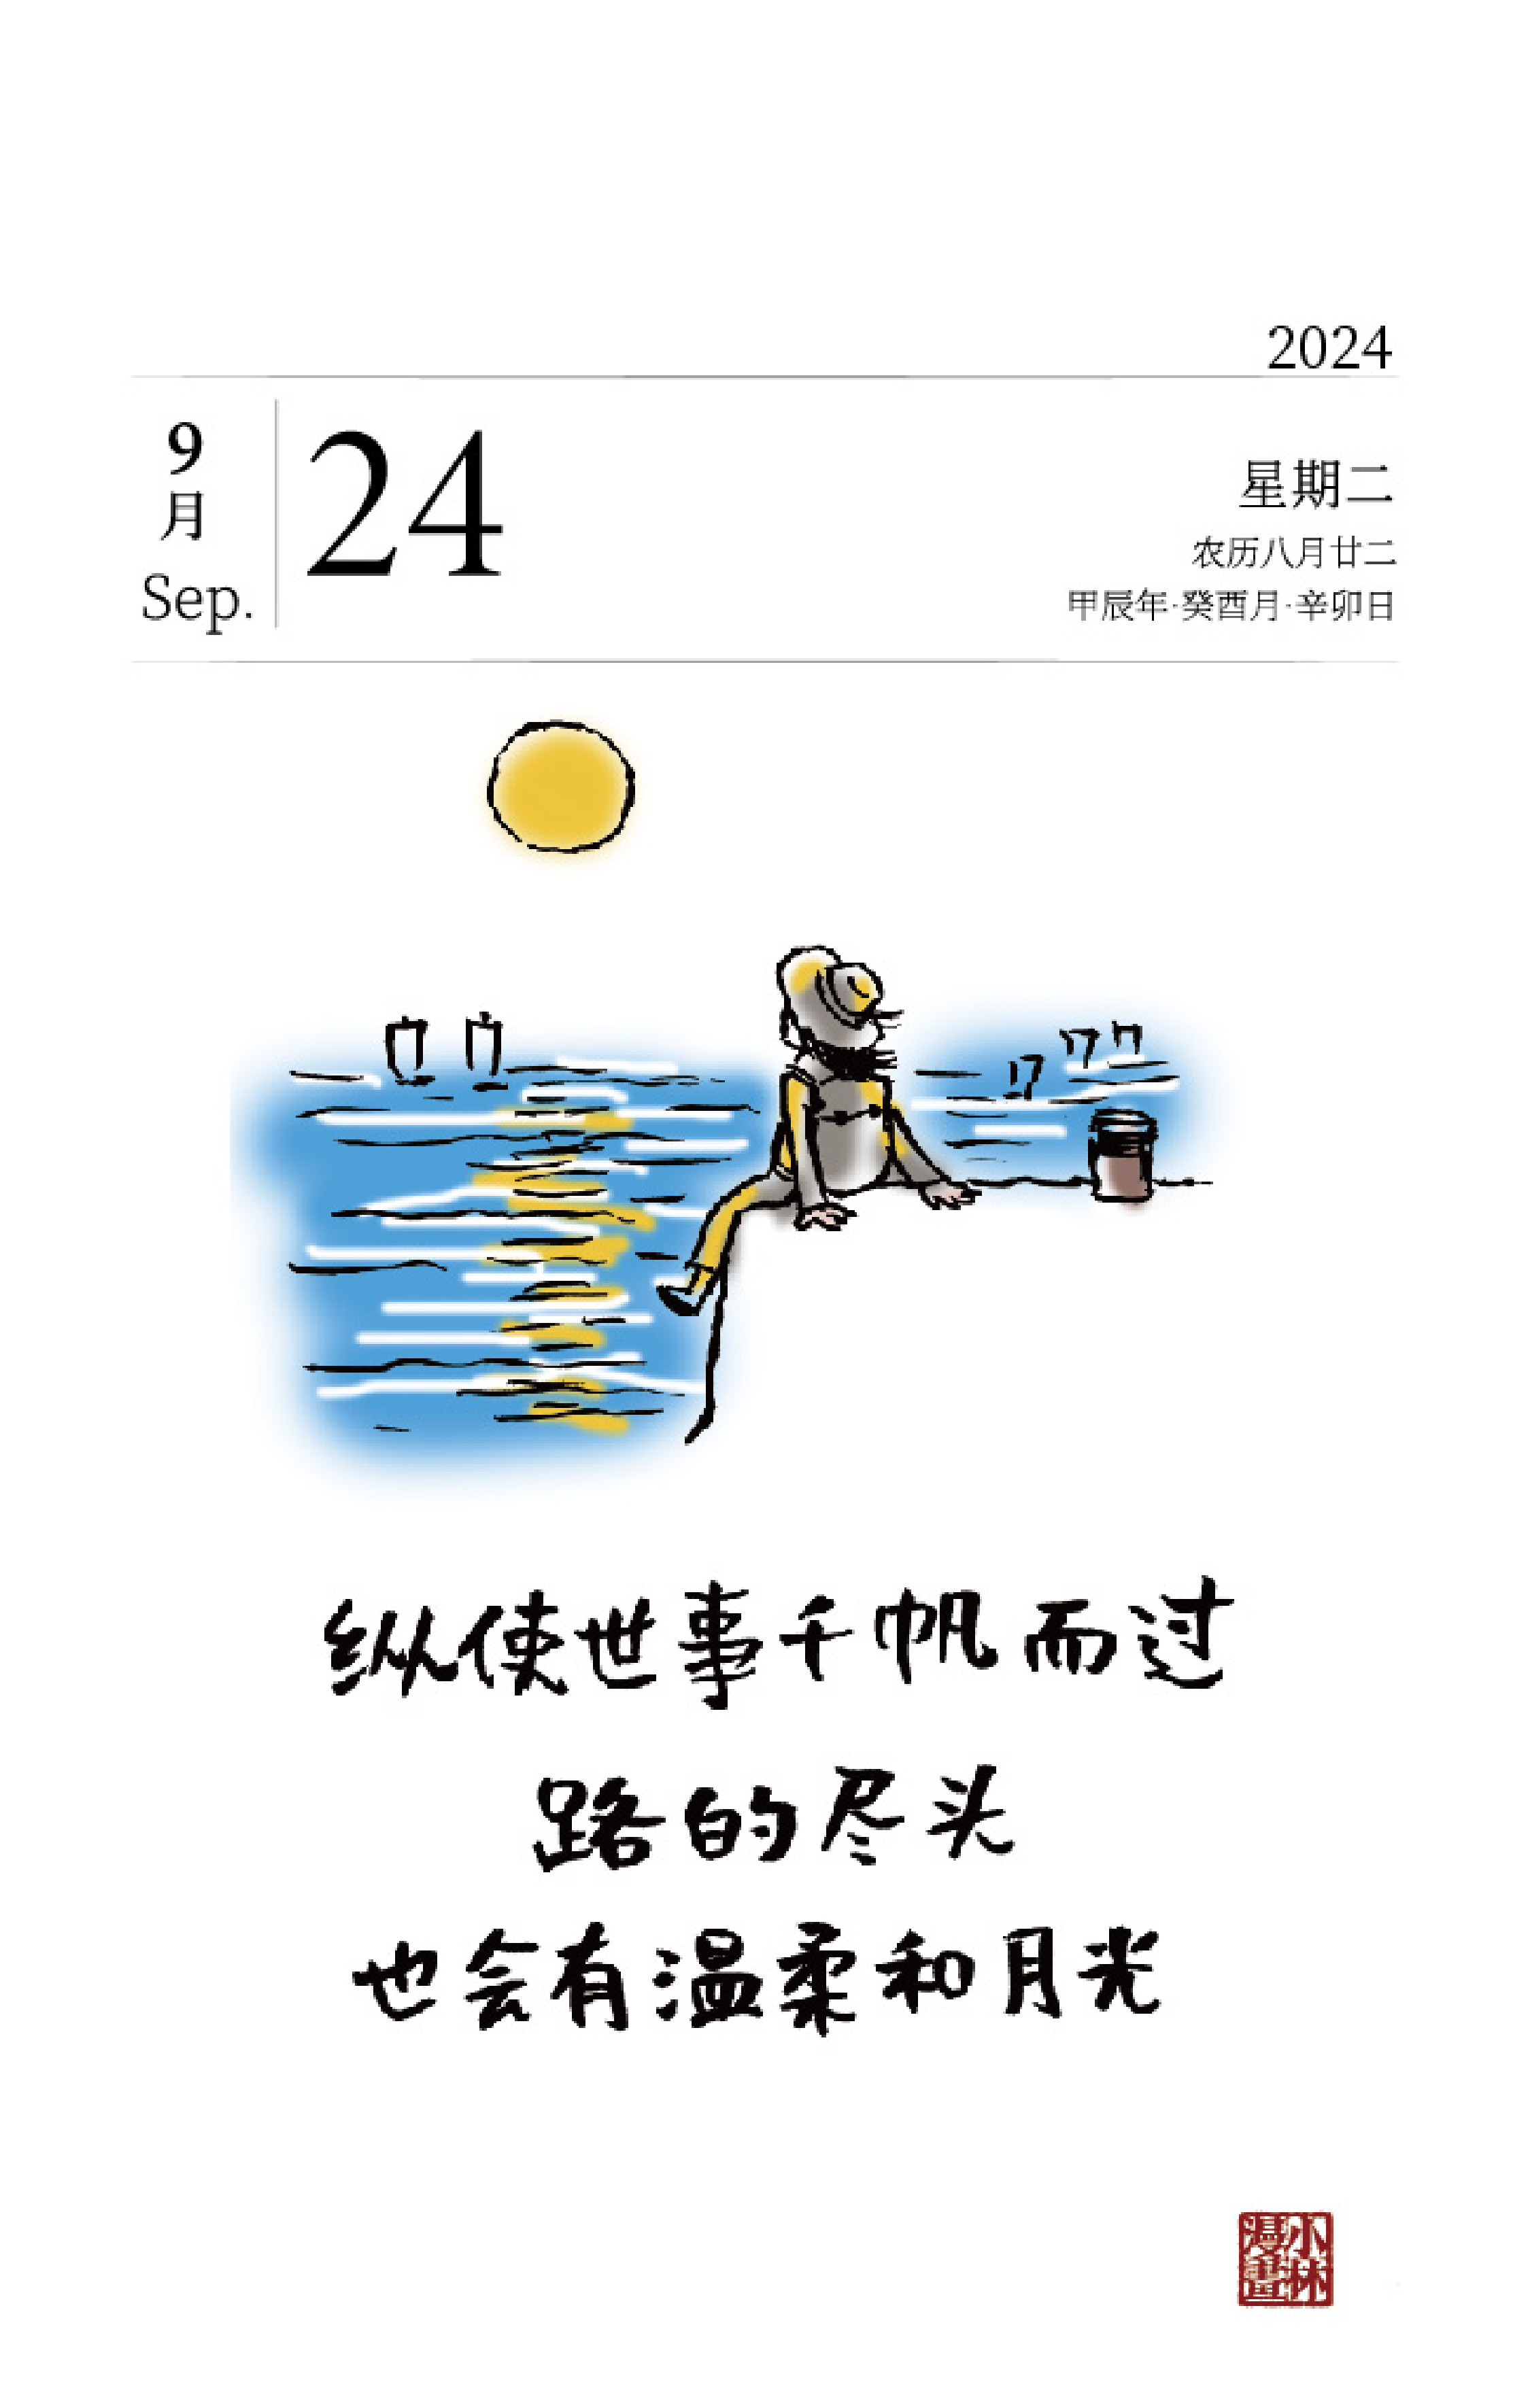 2024
9
月
Sep.
24
星期二
农历八月廿二
甲辰年·癸酉月·辛卯日
纵使世事千帆而过
路的尽头
也会有温柔和月光
小林
漫畫